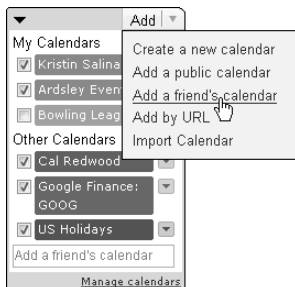 Add
My Calendars
Kristin Salina
Ardsley Even
Bowling Leag
Other Calendars
Cal Redwood
Google Finance:
GOOG
US Holidays
Add a friend's calendar
Manage calendars
Create a new calendar
Add a public calendar
Add a friend's calendar
Add by URL
Import Calendar